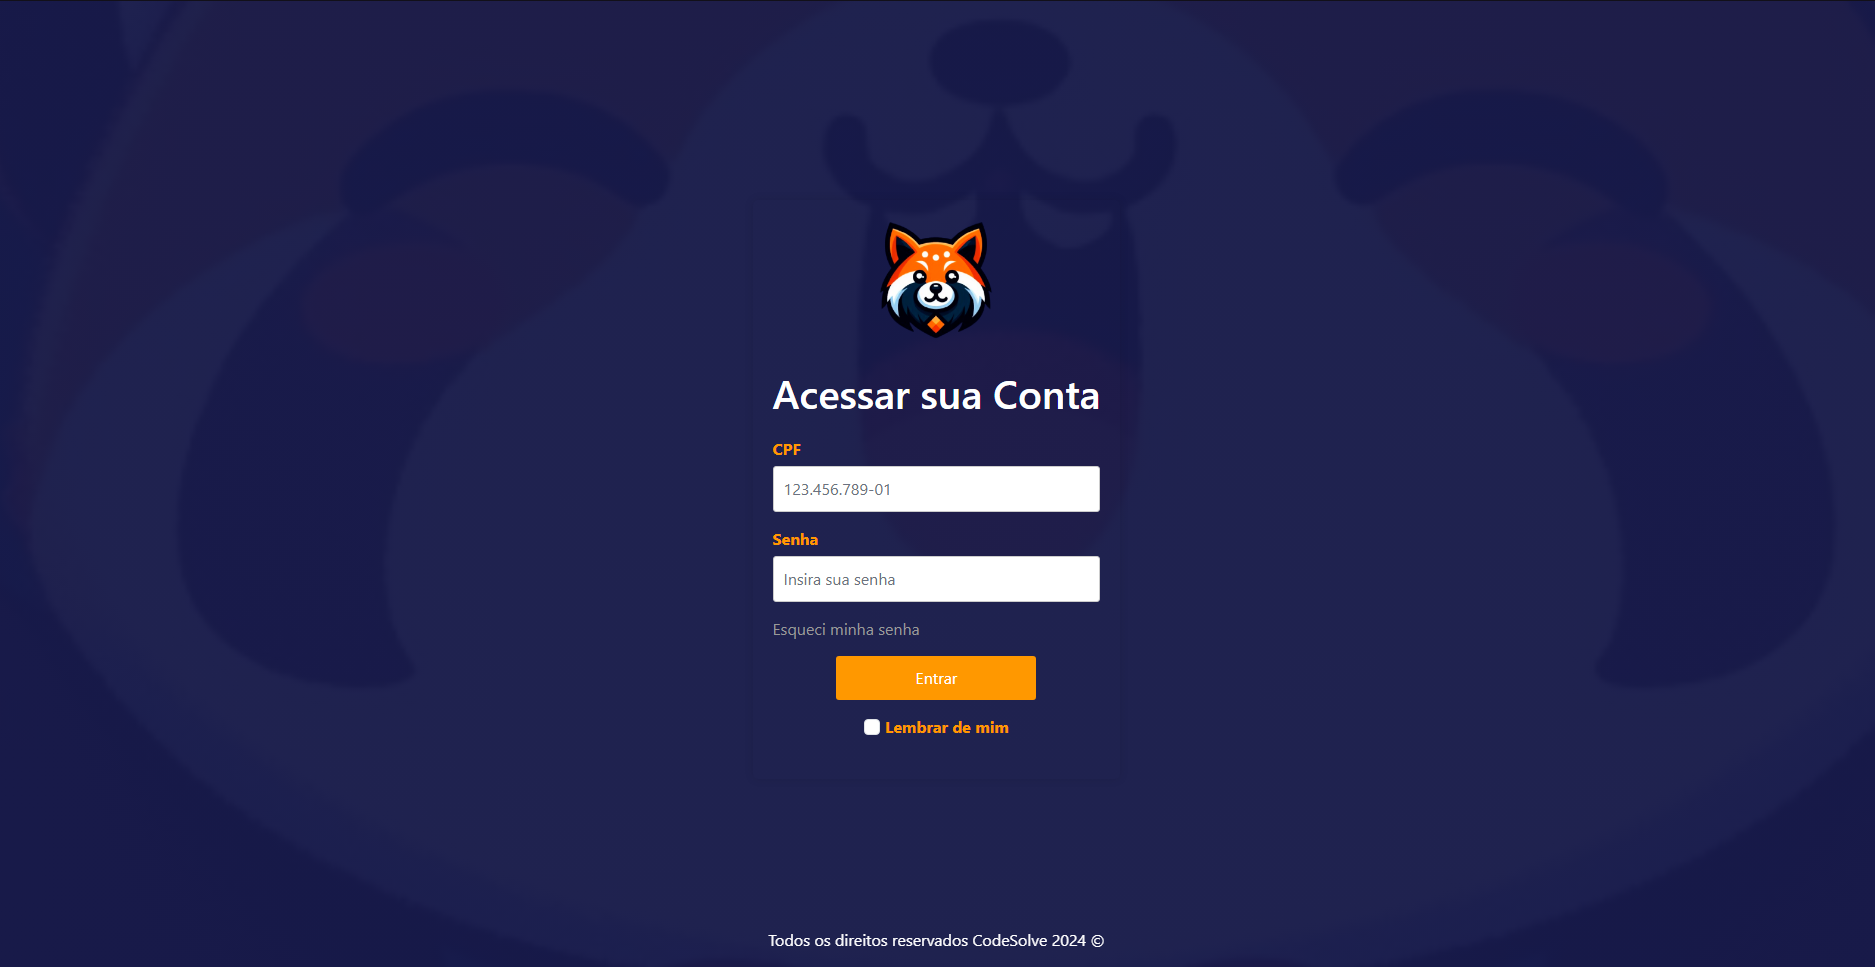 Acessar sua Conta
CPF
123.456.789-01
Senha
Insira sua senha
Esqueci minha senha
Entrar
Lembrar de mim
Todos os direitos reservados CodeSolve 2024 ©